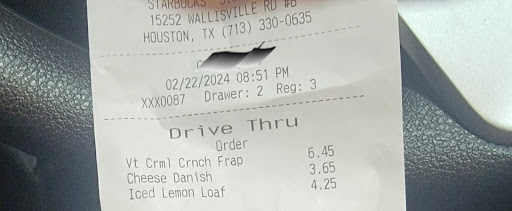 STARBUCKS
15252 WALLISVILLE RD #B
HOUSTON, TX (713) 330-0635
02/22/2024 08:51 PM
XXX0087 Drawer: 2 Reg: 3
Drive Thru
Order
Vt Crml Crnch Frap 6.45
Cheese Danish 3.65
Iced Lemon Loaf 4.25